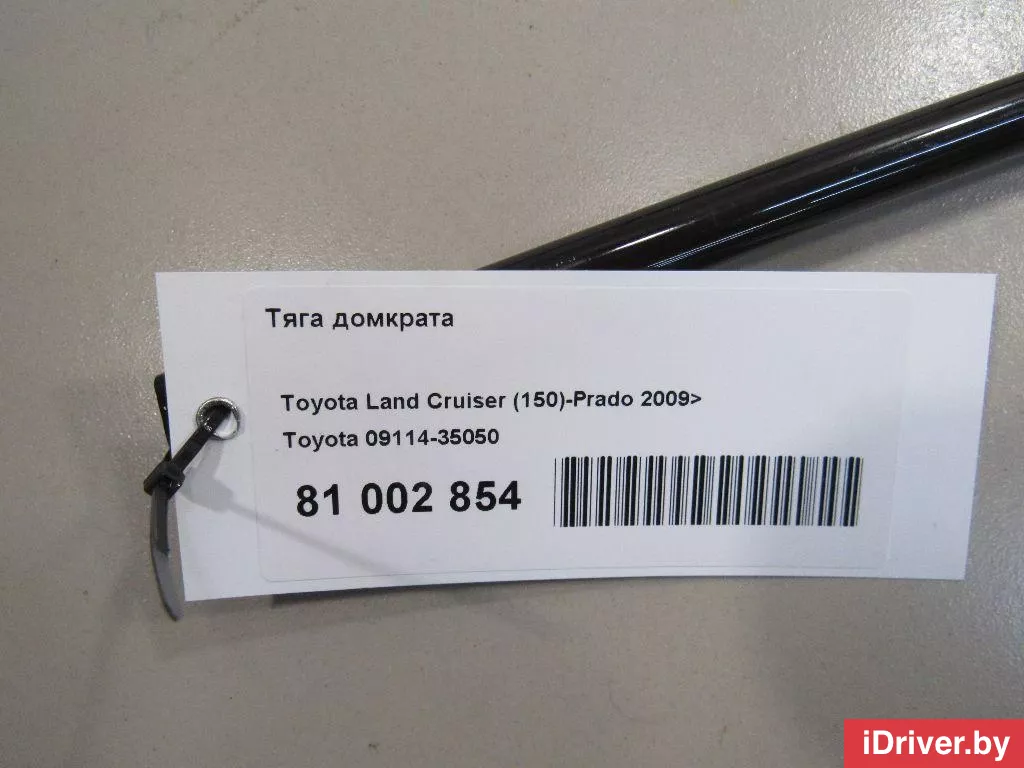 Тяга домкрата
Toyota Land Cruiser (150)-Prado 2009>
Toyota 09114-35050
81 002 854
iDriver.by